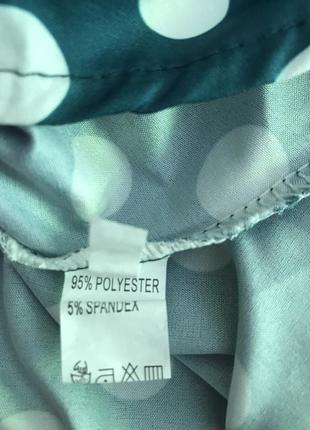 95% POLYESTER
5% SPANDEX